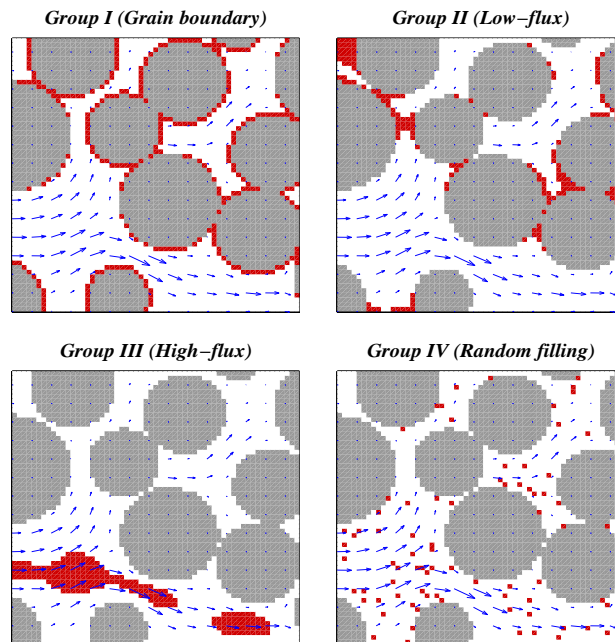 Group I (Grain boundary)
Group II (Low−flux)
Group III (High−flux)
Group IV (Random filling)